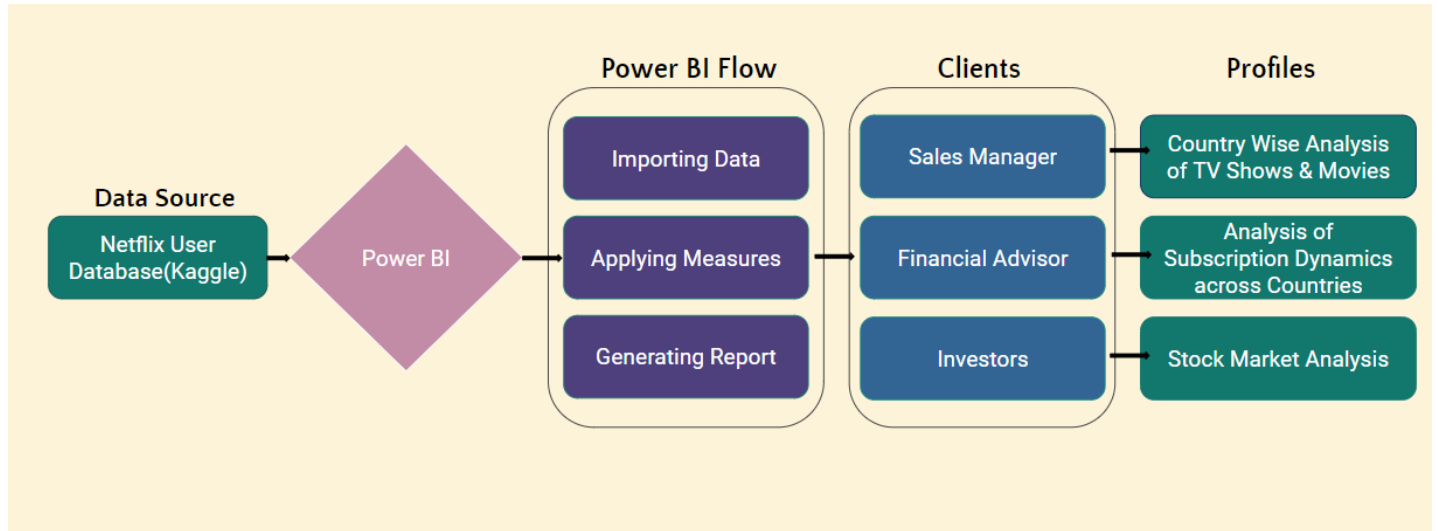 Data Source
Netflix User
Database(Kaggle)
Power BI
Power BI Flow
Importing Data
Applying Measures
Generating Report
Clients
Sales Manager
Financial Advisor
Investors
Profiles
Country Wise Analysis
of TV Shows & Movies
Analysis of
Subscription Dynamics
across Countries
Stock Market Analysis